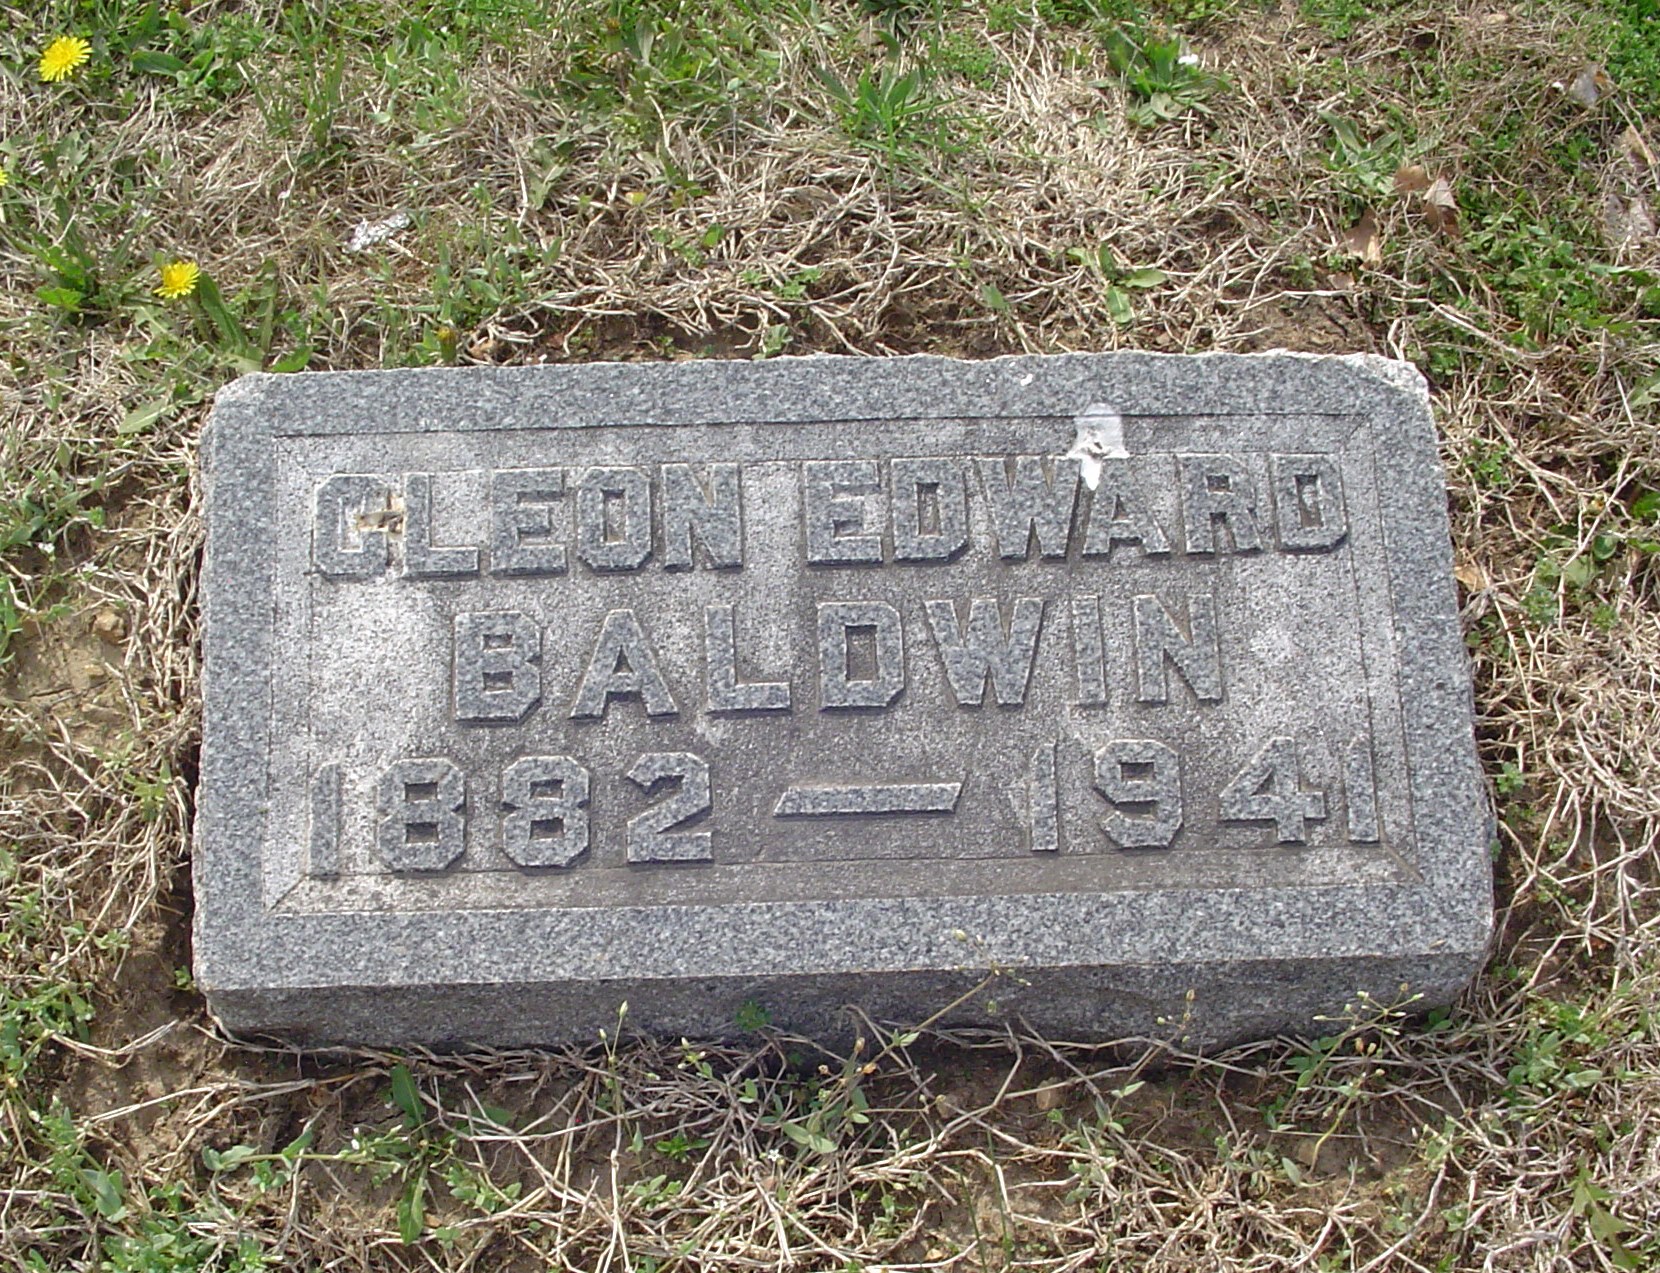 CLEON EDWARD
BALDWIN
1882 — 1941